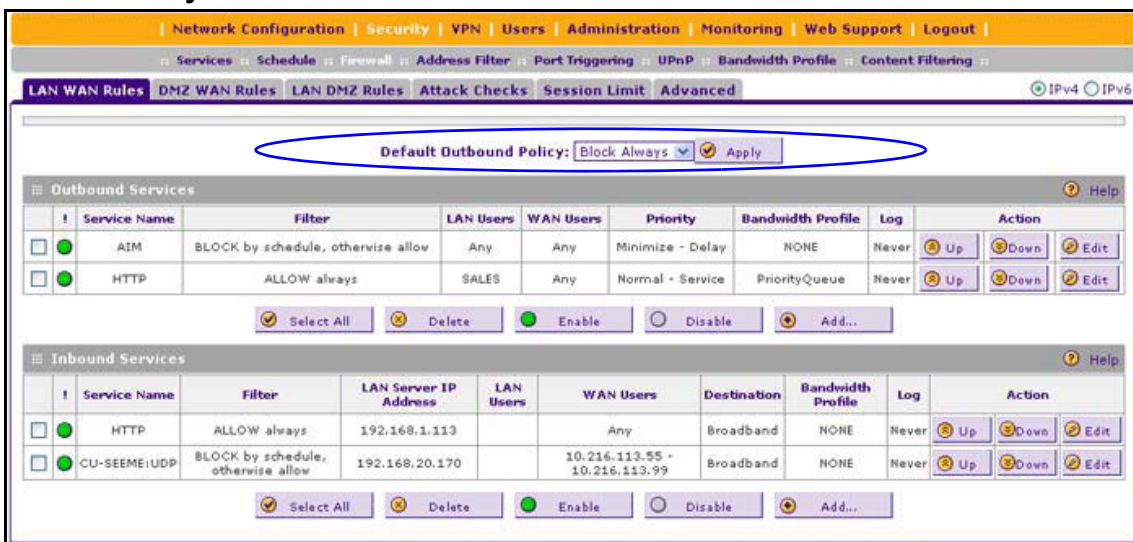 | Network Configuration | Security | VPN | Users | Administration | Monitoring | Web Support | Logout |
:: Services :: Schedule :: Firewall :: Address Filter :: Port Triggering :: UPnP :: Bandwidth Profile :: Content Filtering ::
LAN WAN Rules DMZ WAN Rules LAN DMZ Rules Attack Checks Session Limit Advanced IPv4 IPv6
Default Outbound Policy: Block Always Apply
Outbound Services Help
! Service Name Filter LAN Users WAN Users Priority Bandwidth Profile Log Action
AIM BLOCK by schedule, otherwise allow Any Any Minimize - Delay NONE Never Up Down Edit
HTTP ALLOW always SALES Any Normal - Service PriorityQueue Never Up Down Edit
Select All Delete Enable Disable Add...
Inbound Services Help
! Service Name Filter LAN Server IP Address LAN Users WAN Users Destination Bandwidth Profile Log Action
HTTP ALLOW always 192.168.1.113 Any Broadband NONE Never Up Down Edit
CU-SEEME:UDP BLOCK by schedule, otherwise allow 192.168.20.170 10.216.113.55 - 10.216.113.99 Broadband NONE Never Up Down Edit
Select All Delete Enable Disable Add...